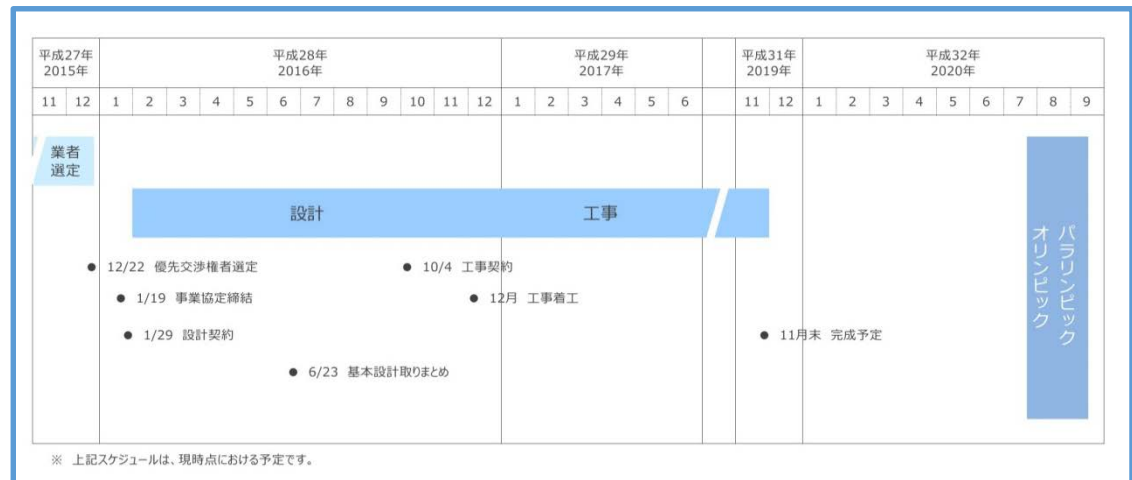 平成27年
2015年
平成28年
2016年
平成29年
2017年
平成31年
2019年
平成32年
2020年
11 12 1 2 3 4 5 6 7 8 9 10 11 12 1 2 3 4 5 6 11 12 1 2 3 4 5 6 7 8 9
業者
選定
設計 工事
● 12/22 優先交渉権者選定
● 10/4 工事契約
● 1/19 事業協定締結
● 12月 工事着工
● 1/29 設計契約
● 11月末 完成予定
● 6/23 基本設計取りまとめ
パラリンピック
オリンピック
※ 上記スケジュールは、現時点における予定です。